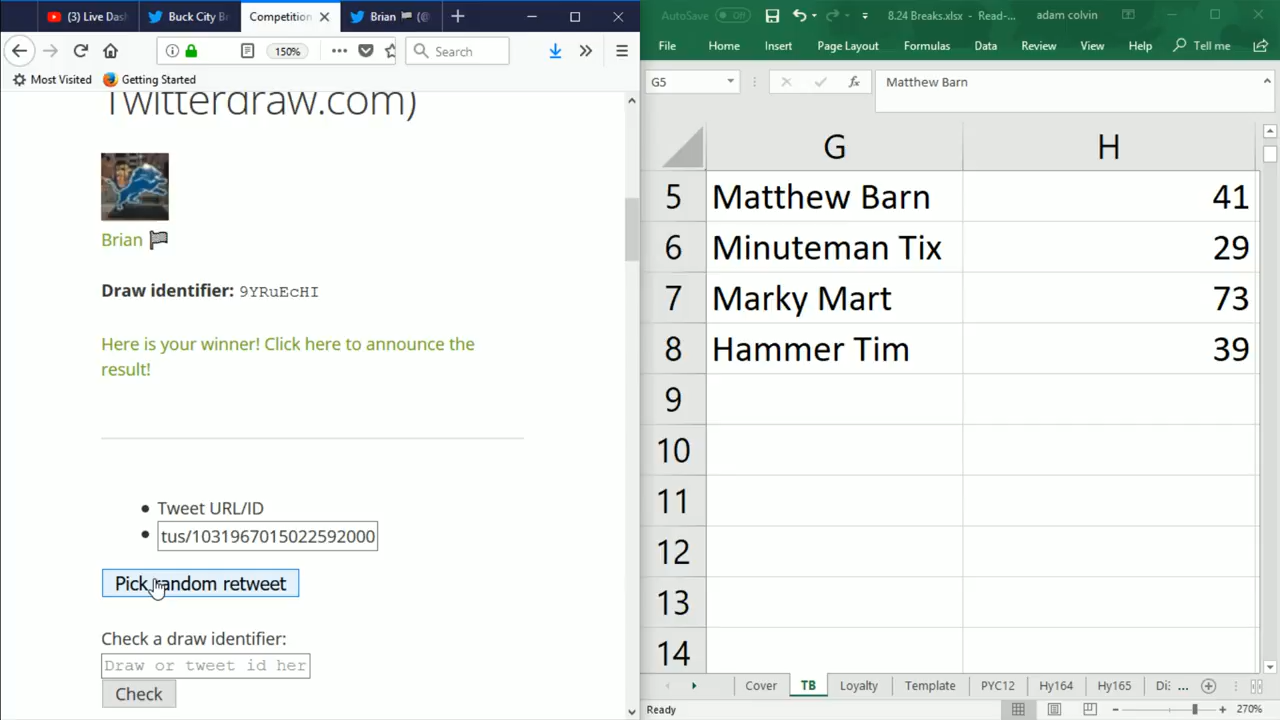 (3) Live Das
Buck City Br
Competition
Brian
(@
150%
Search
Most Visited
Getting Started
Twitterdraw.com)
Brian
Draw identifier: 9YRuEcHI
Here is your winner! Click here to announce the
result!
Tweet URL/ID
tus/1031967015022592000
Pick random retweet
Check a draw identifier:
Draw or tweet id her
Check
AutoSave Off
8.24 Breaks.xlsx - Read-...
adam colvin
File Home Insert Page Layout Formulas Data Review View Help Tell me
G5
fx
Matthew Barn
G H
5 Matthew Barn 41
6 Minuteman Tix 29
7 Marky Mart 73
8 Hammer Tim 39
9
10
11
12
13
14
Cover TB Loyalty Template PYC12 Hy164 Hy165 Di: ...
Ready
270%